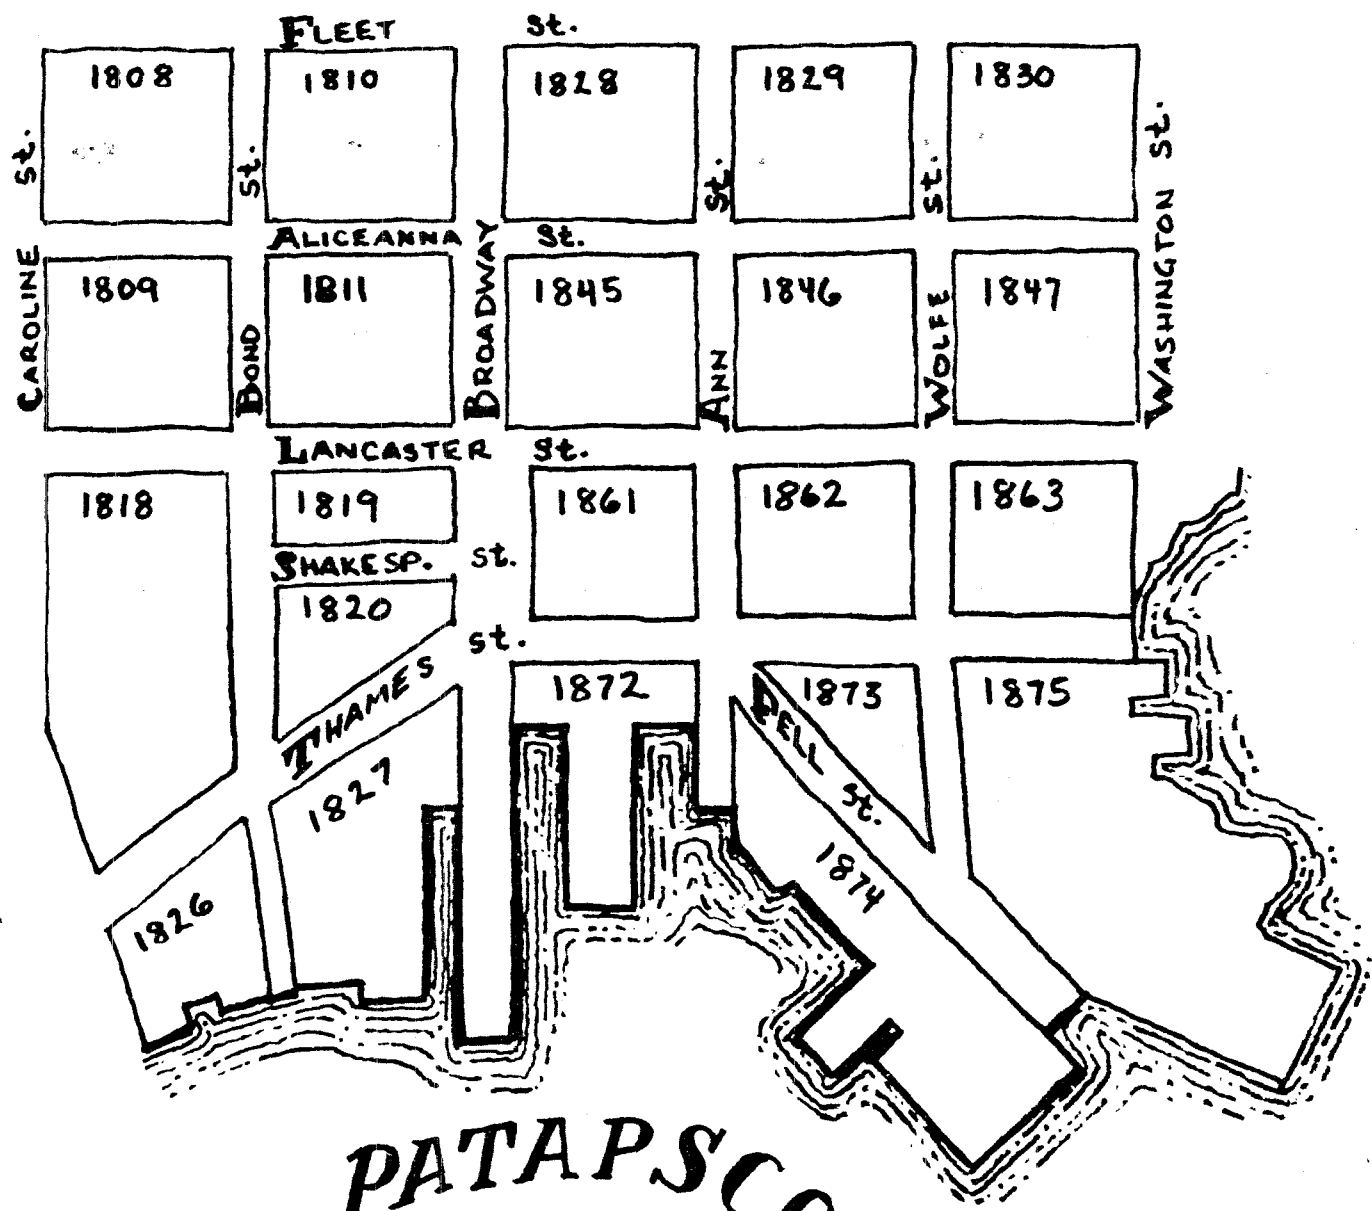 FLEET St.
1808 1810 1828 1829 1830
CAROLINE St.
BOND St.
BROADWAY
ANN St.
WOLFE St.
WASHINGTON St.
ALICEANNA St.
1809 1811 1845 1846 1847
LANCASTER St.
1818 1819 1861 1862 1863
SHAKESP. St.
1820
THAMES St.
1872 1873 1875
PELL St.
1827
1874
1826
PATAPSCO